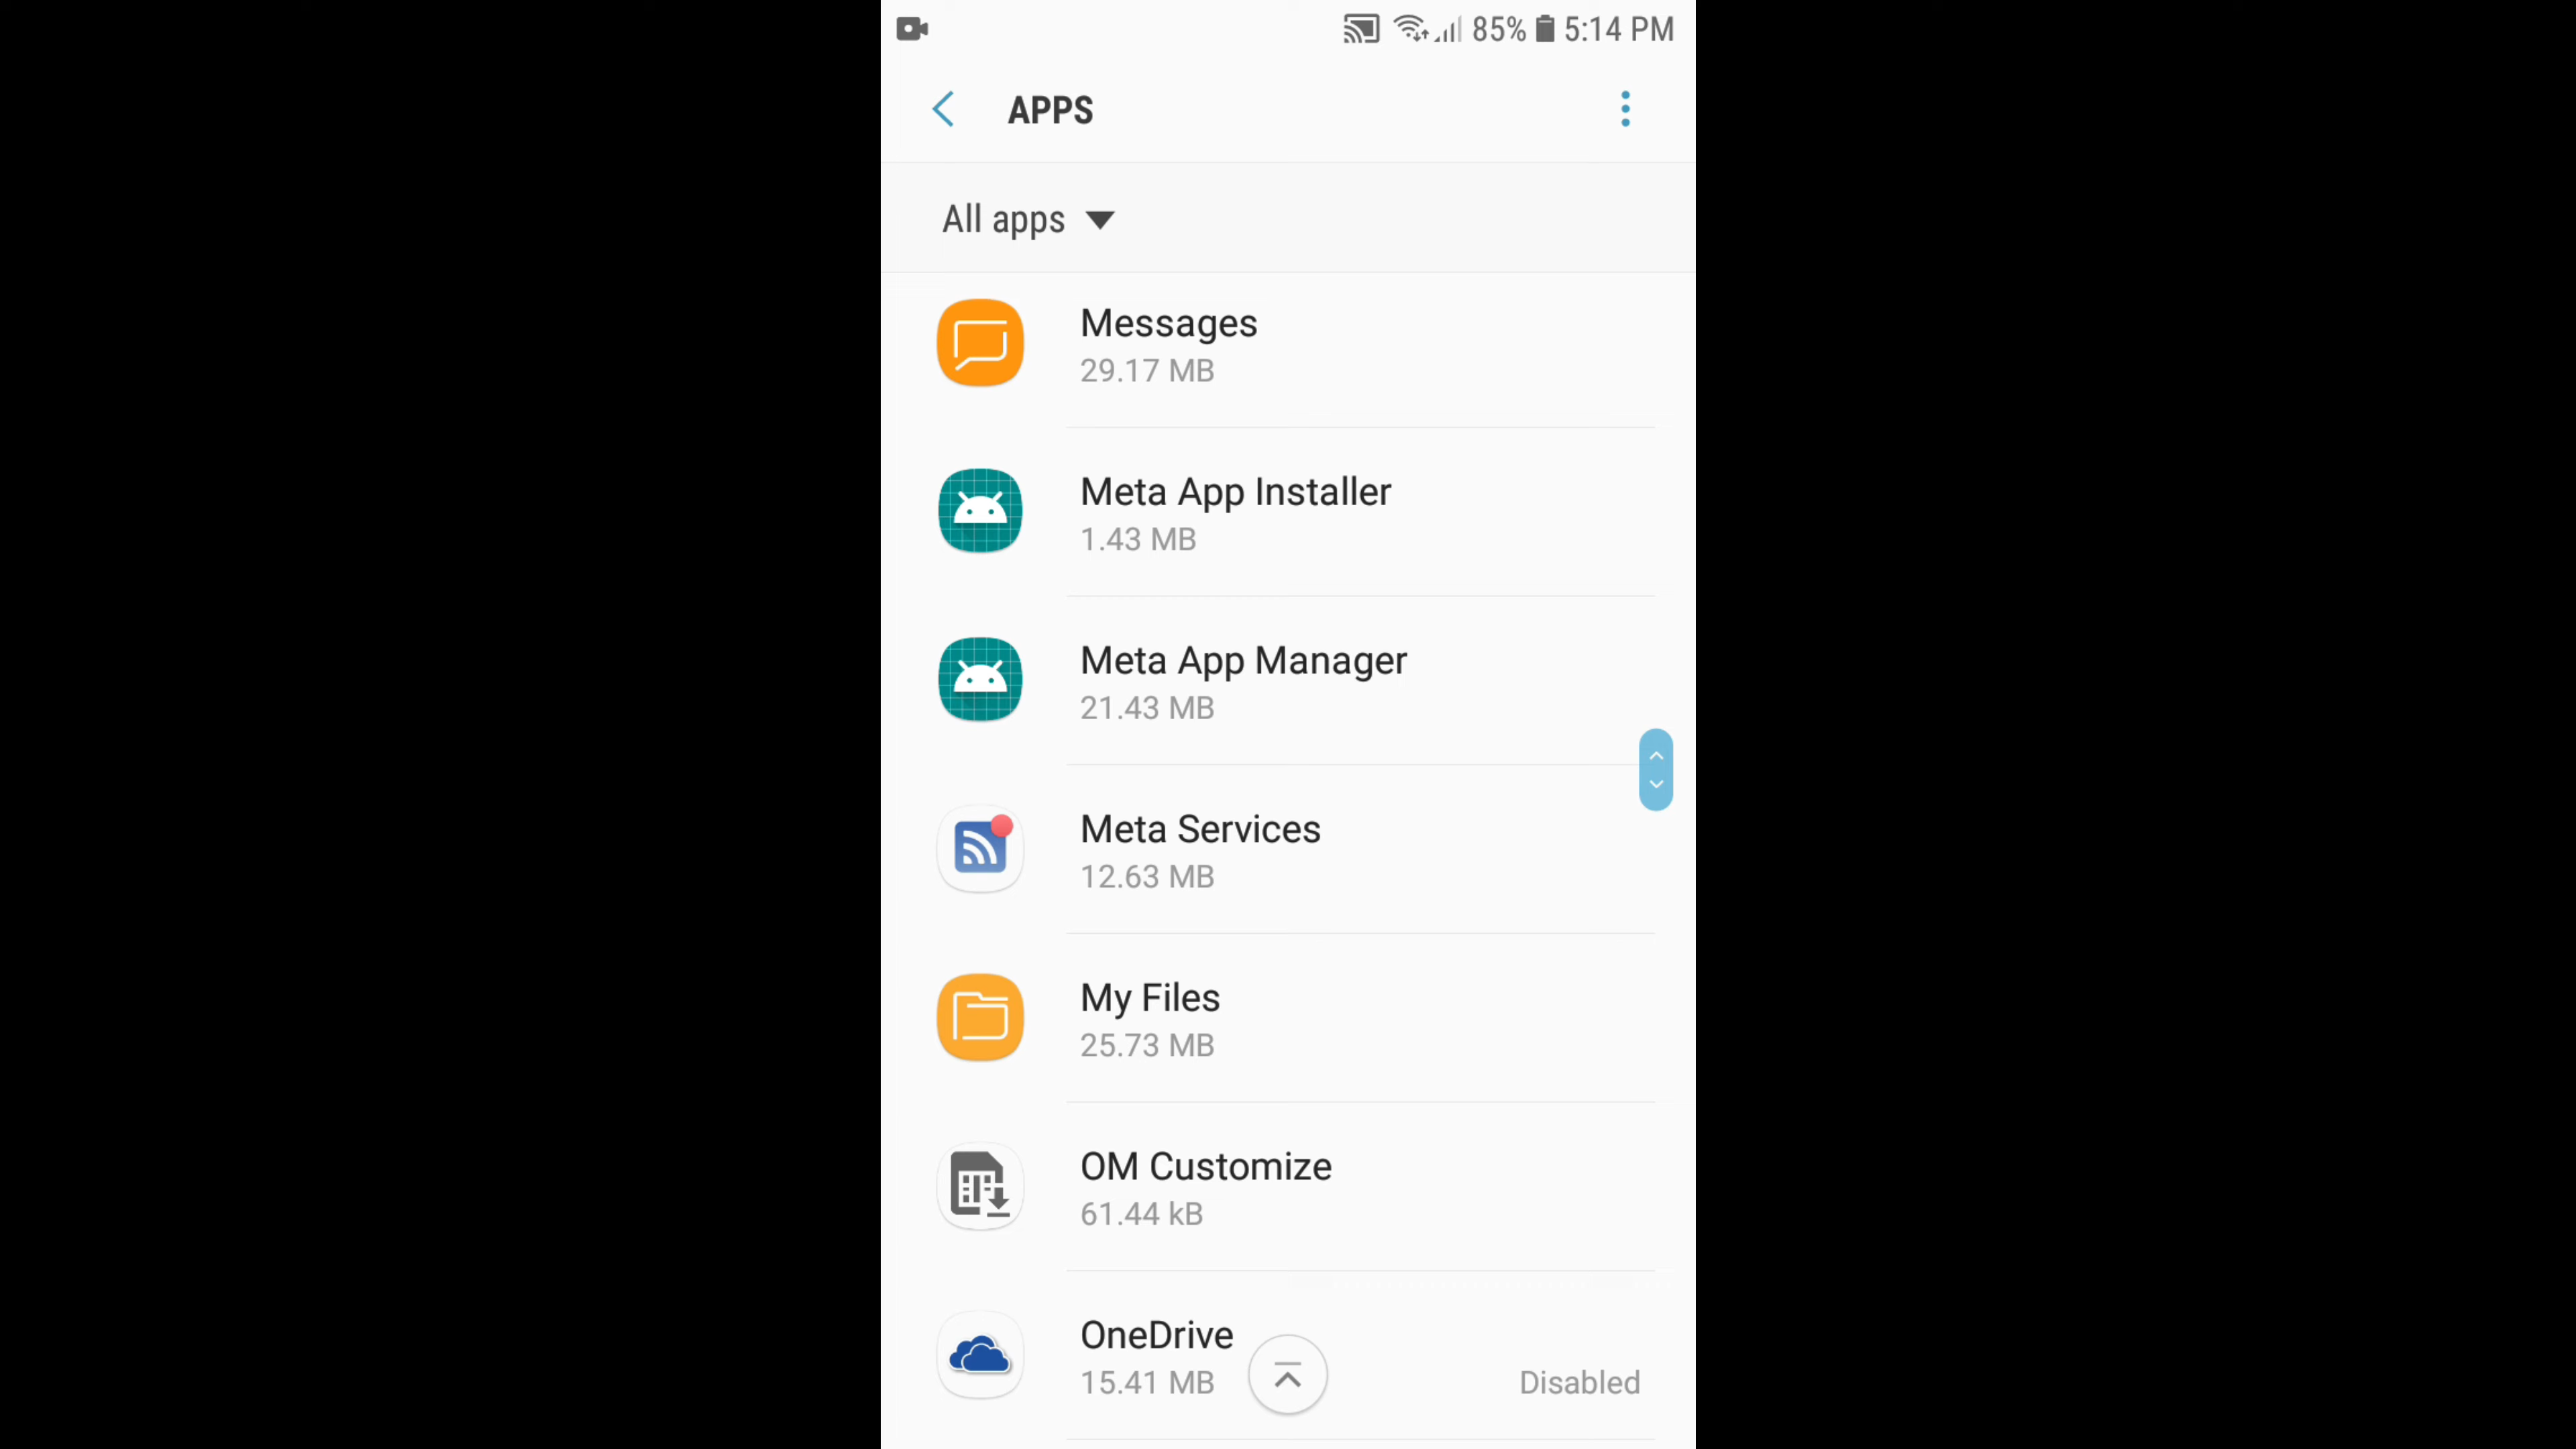 85% 5:14 PM
APPS
All apps
Messages
29.17 MB
Meta App Installer
1.43 MB
Meta App Manager
21.43 MB
Meta Services
12.63 MB
My Files
25.73 MB
OM Customize
61.44 kB
OneDrive
15.41 MB Disabled